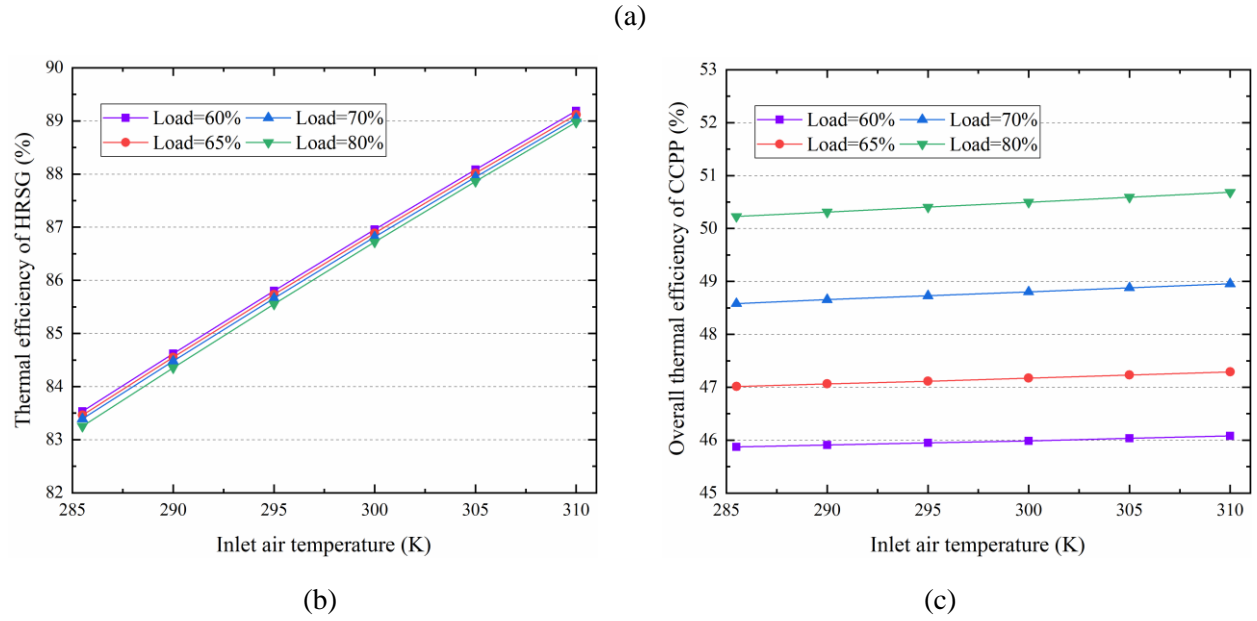 (a)
Thermal efficiency of HRSG (%)
90
89
88
87
86
85
84
83
82
Load=60% Load=70%
Load=65% Load=80%
285 290 295 300 305 310
Inlet air temperature (K)
(b)
Overall thermal efficiency of CCPP (%)
53
52
51
50
49
48
47
46
45
Load=60% Load=70%
Load=65% Load=80%
285 290 295 300 305 310
Inlet air temperature (K)
(c)